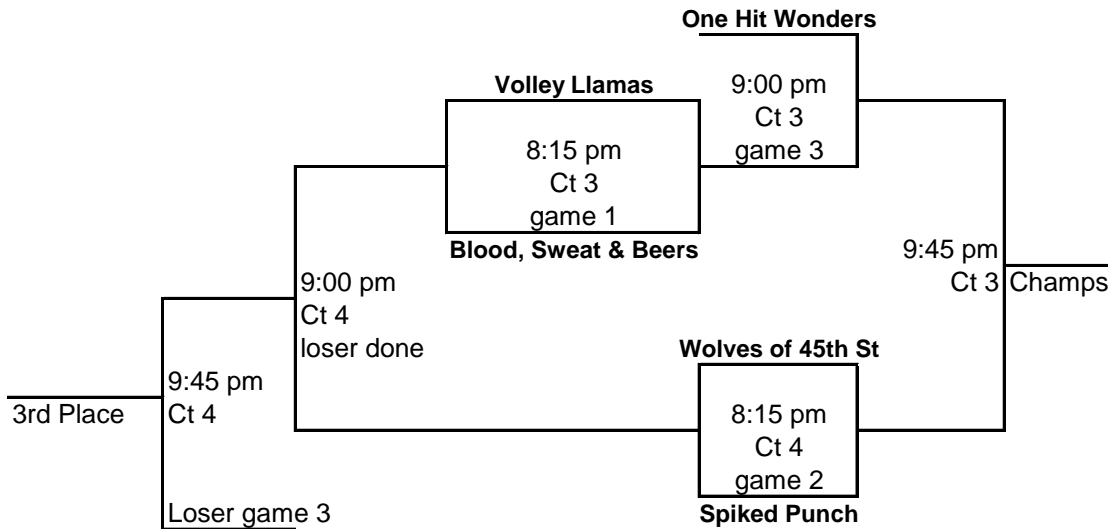 One Hit Wonders
Volley Llamas
9:00 pm
Ct 3
game 3
8:15 pm
Ct 3
game 1
Blood, Sweat & Beers
9:45 pm
Ct 3
Champs
9:00 pm
Ct 4
loser done
Wolves of 45th St
9:45 pm
Ct 4
3rd Place
8:15 pm
Ct 4
game 2
Loser game 3
Spiked Punch